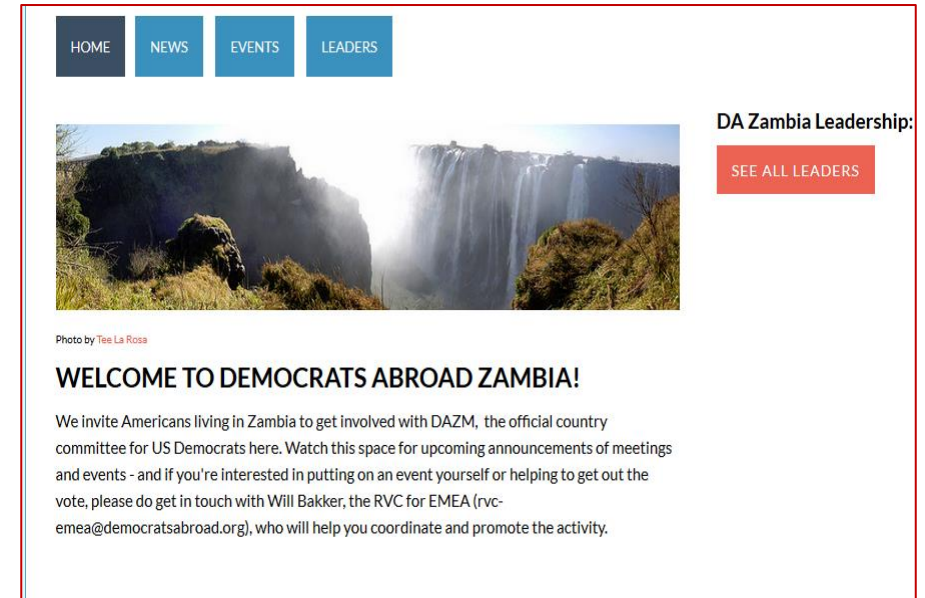 HOME NEWS EVENTS LEADERS
DA Zambia Leadership:
SEE ALL LEADERS
Photo by Tee La Rosa
WELCOME TO DEMOCRATS ABROAD ZAMBIA!
We invite Americans living in Zambia to get involved with DAZM,  the official country
committee for US Democrats here. Watch this space for upcoming announcements of meetings
and events - and if you're interested in putting on an event yourself or helping to get out the
vote, please do get in touch with Will Bakker, the RVC for EMEA (rvc-
emea@democratsabroad.org), who will help you coordinate and promote the activity.